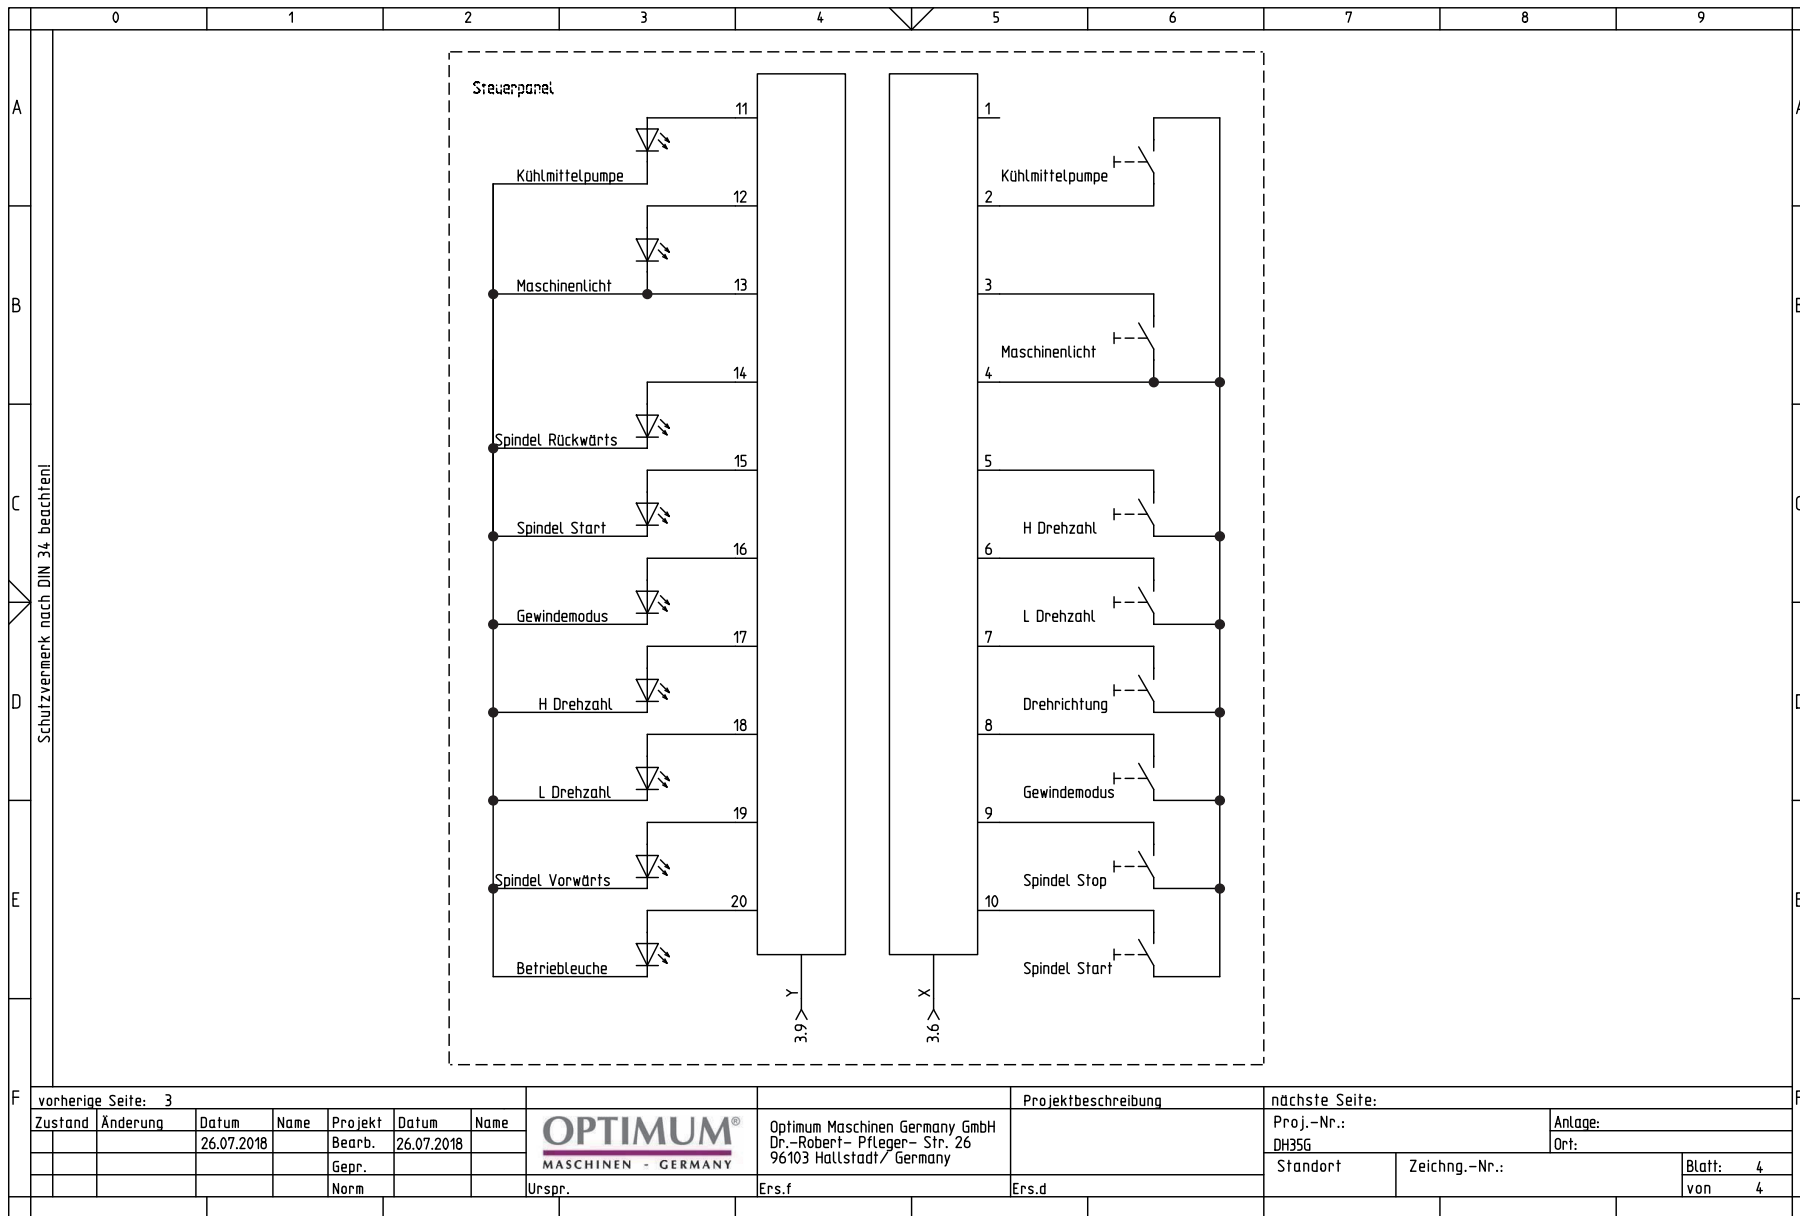 0 1 2 3 4 5 6 7 8 9
Steuerpanel
A
11 1
Kühlmittelpumpe Kühlmittelpumpe
12 2
Maschinenlicht 13 3
B
Maschinenlicht
14 4
Spindel Rückwärts
15 5
C
Spindel Start H Drehzahl
16 6
Gewindemodus L Drehzahl
17 7
D
H Drehzahl Drehrichtung
18 8
L Drehzahl Gewindemodus
19 9
Spindel Vorwärts Spindel Stop
E
20 10
Betriebleuche Spindel Start
Y X
3.9 3.6
Schutzvermerk nach DIN 34 beachten!
F
vorherige Seite: 3 Projektbeschreibung nächste Seite:
Zustand Änderung Datum Name Projekt Datum Name
26.07.2018 Bearb. 26.07.2018
Gepr.
Norm
OPTIMUM®
MASCHINEN - GERMANY
Urspr.
Optimum Maschinen Germany GmbH
Dr.-Robert- Pfleger- Str. 26
96103 Hallstadt/ Germany
Ers.f Ers.d
Proj.-Nr.: Anlage:
DH35G Ort:
Standort Zeichng.-Nr.: Blatt: 4
von 4